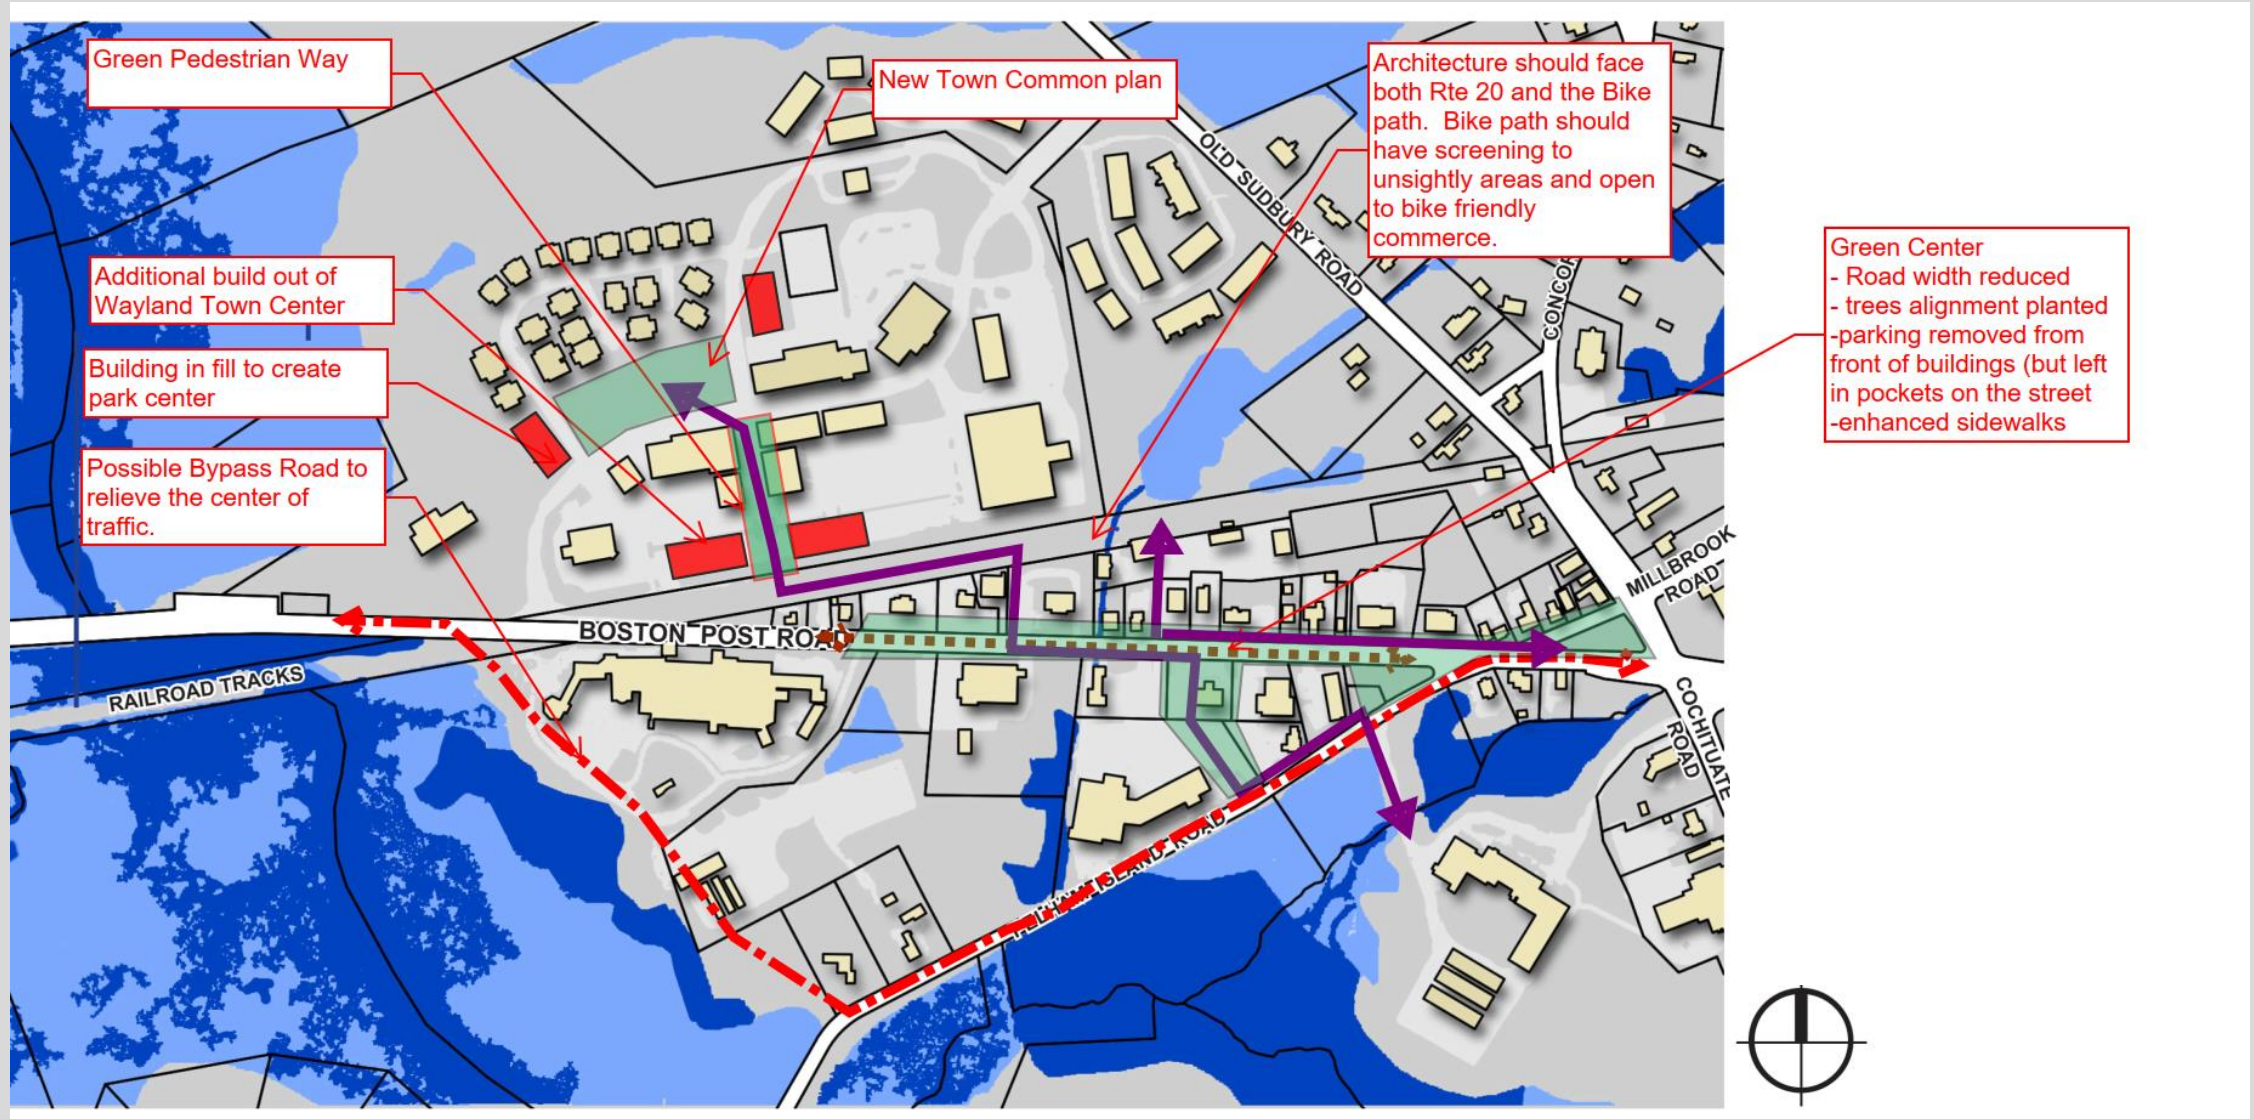 Green Pedestrian Way
New Town Common plan
Architecture should face
both Rte 20 and the Bike
path. Bike path should
have screening to
unsightly areas and open
to bike friendly
commerce.
Additional build out of
Wayland Town Center
Building in fill to create
park center
Possible Bypass Road to
relieve the center of
traffic.
Green Center
- Road width reduced
- trees alignment planted
-parking removed from
front of buildings (but left
in pockets on the street
-enhanced sidewalks
OLD SUDBURY ROAD
CONCOR
MILLBROOK
ROAD
BOSTON POST ROAD
RAILROAD TRACKS
COCHITUATE
ROAD
ISLAND ROAD